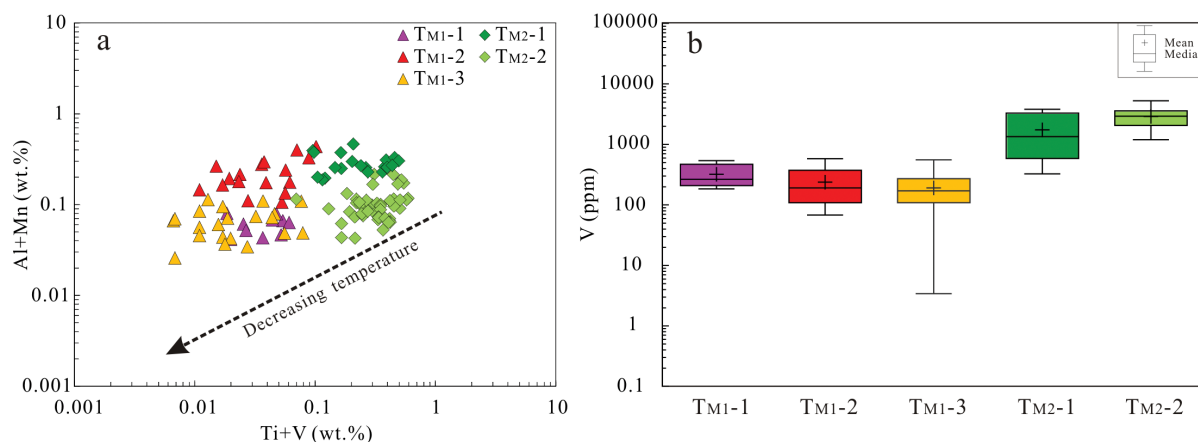 a
TM1-1 TM2-1
TM1-2 TM2-2
TM1-3
10
1
0.1
0.01
0.001
Al+Mn (wt.%)
Decreasing temperature
0.001 0.01 0.1 1 10
Ti+V (wt.%)
b
Mean
Media
100000
10000
1000
100
10
1
0.1
V (ppm)
TM1-1 TM1-2 TM1-3 TM2-1 TM2-2